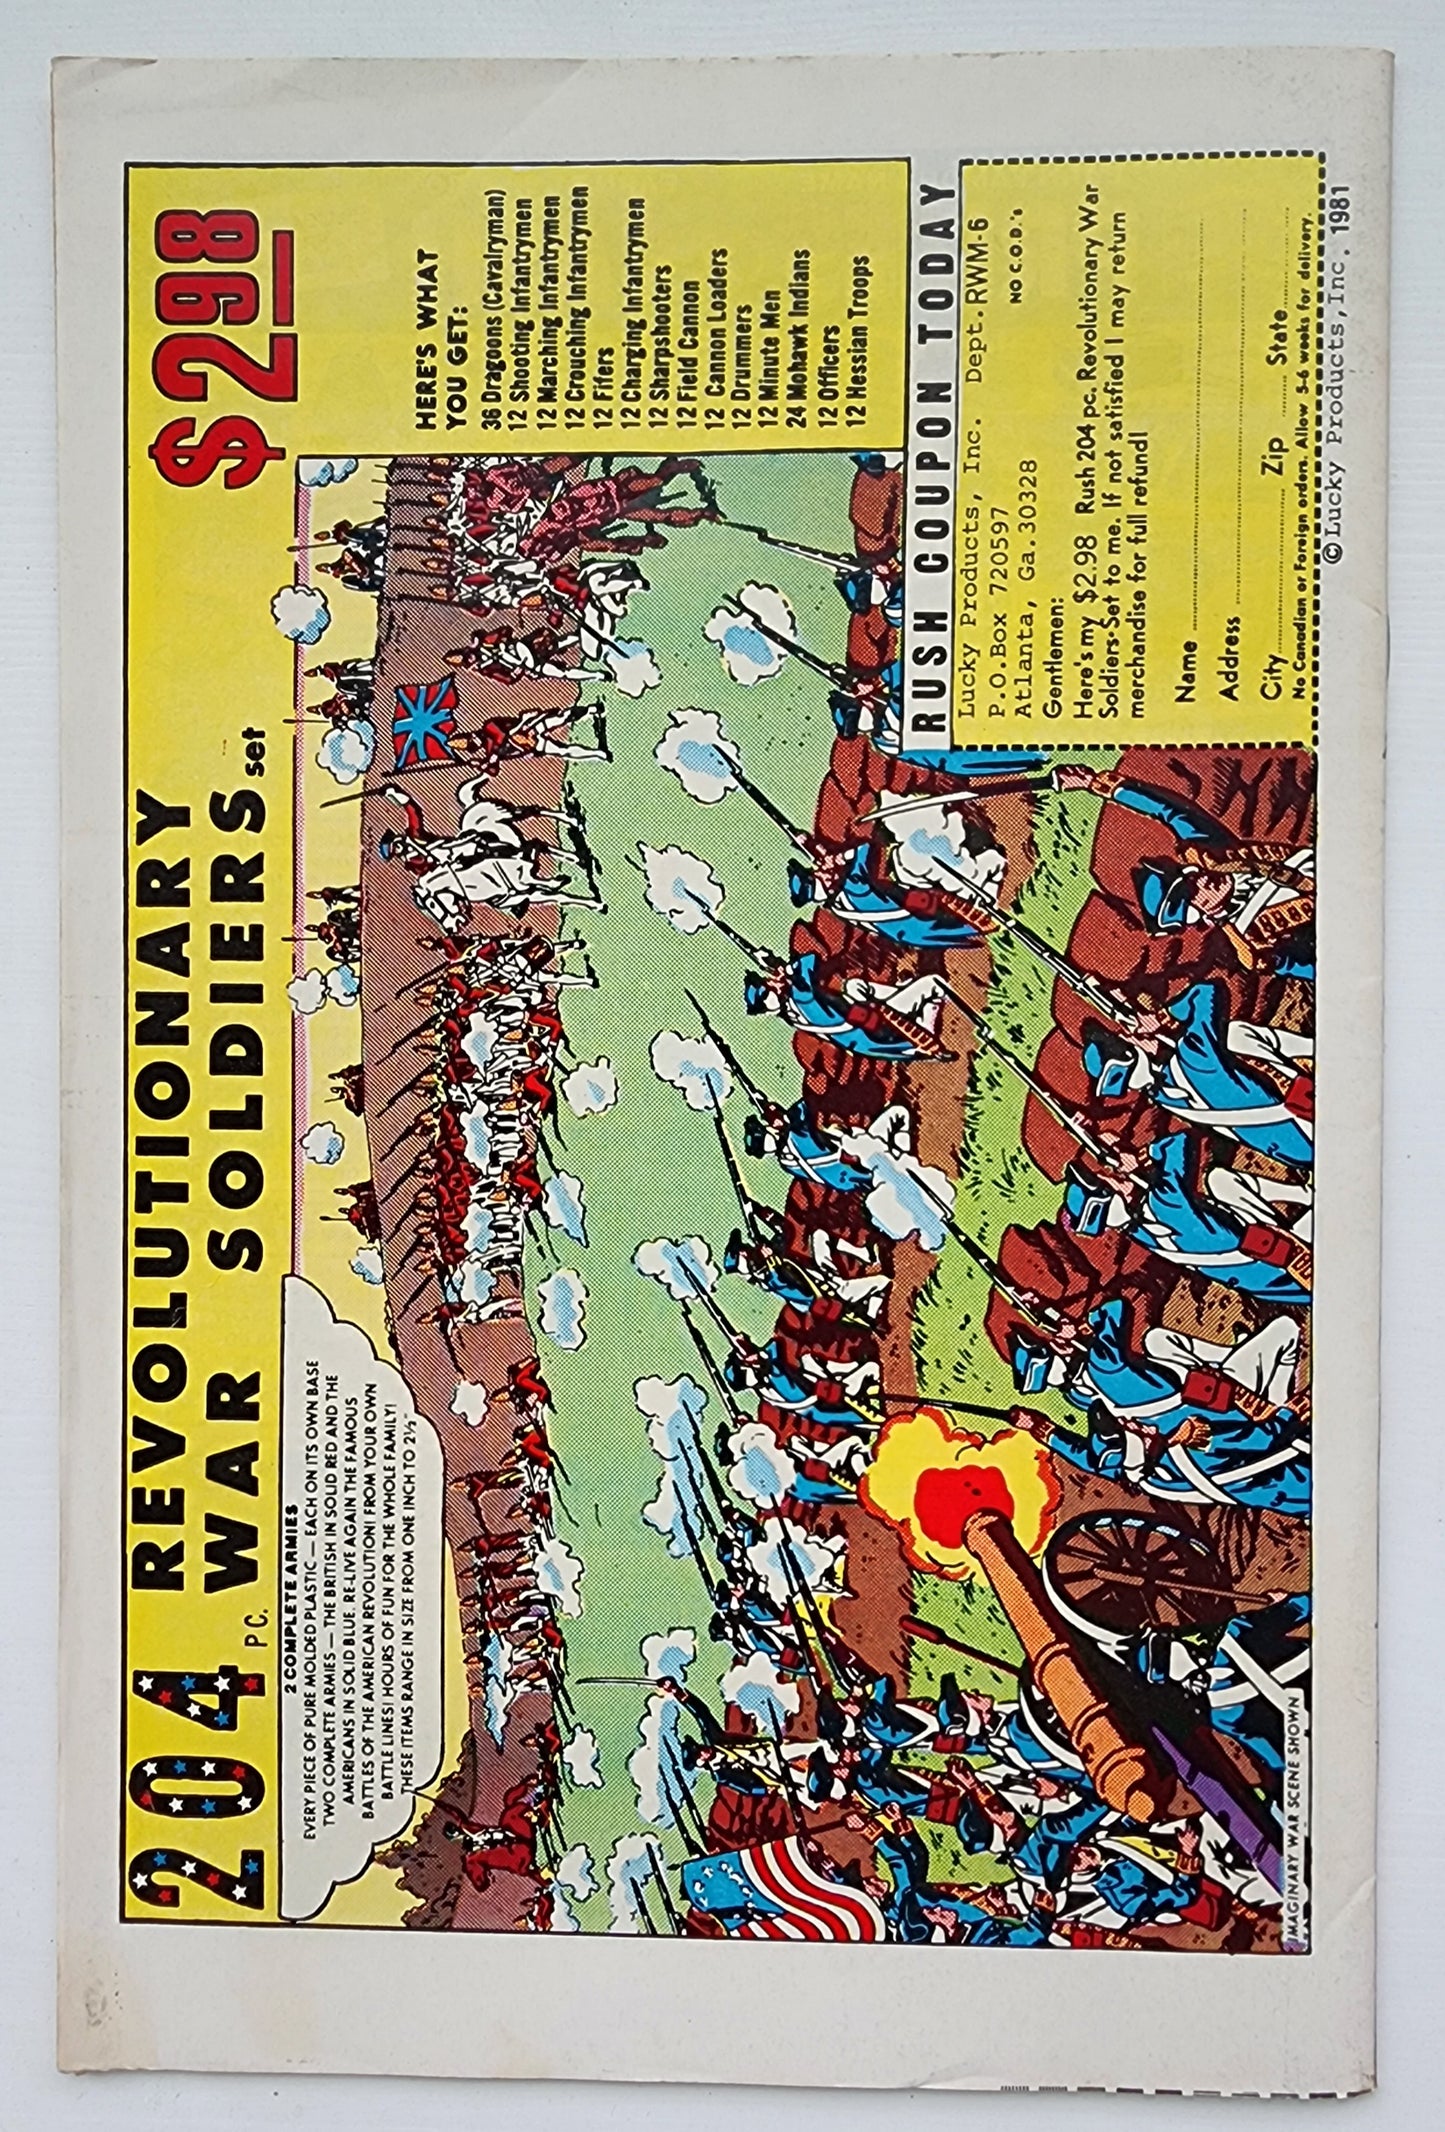 204 PC. REVOLUTIONARY
WAR SOLDIERS set
$2.98
2 COMPLETE ARMIES
EVERY PIECE OF PURE MOLDED PLASTIC — EACH ON ITS OWN BASE
TWO COMPLETE ARMIES — THE BRITISH IN SOLID RED AND THE
AMERICANS IN SOLID BLUE. RE-LIVE AGAIN THE FAMOUS
BATTLES OF THE AMERICAN REVOLUTION! FROM YOUR OWN
BATTLE LINES! HOURS OF FUN FOR THE WHOLE FAMILY!
THESE ITEMS RANGE IN SIZE FROM ONE INCH TO 2½"
HERE'S WHAT
YOU GET:
36 Dragoons (Cavalryman)
12 Shooting Infantrymen
12 Marching Infantrymen
12 Crouching Infantrymen
12 Fifers
12 Charging Infantrymen
12 Sharpshooters
12 Field Cannon
12 Cannon Loaders
12 Drummers
12 Minute Men
24 Mohawk Indians
12 Officers
12 Hessian Troops
RUSH COUPON TODAY
Lucky Products, Inc. Dept.RWM-6
P.O.Box 720597 NO C.O.D.'s
Atlanta, Ga.30328
Gentlemen:
Here's my $2.98 Rush 204 pc. Revolutionary War
Soldiers Set to me. If not satisfied I may return
merchandise for full refund!
Name
Address
City Zip State
No Canadian or Foreign orders. Allow 5-6 weeks for delivery.
©Lucky Products,Inc. 1981
IMAGINARY WAR SCENE SHOWN